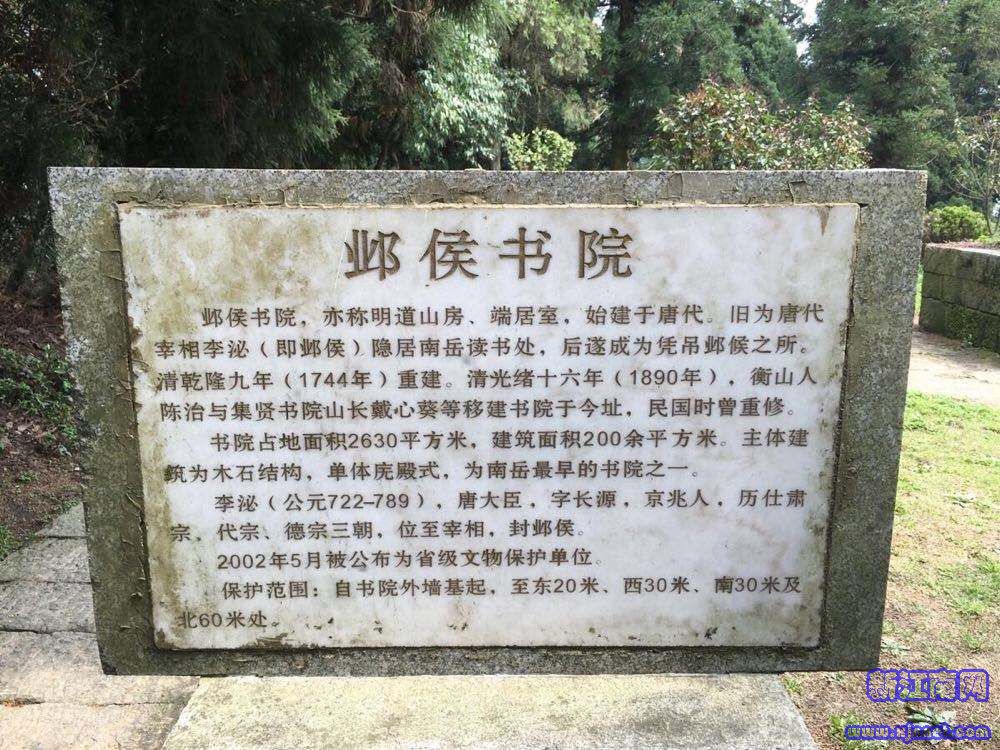 邺侯书院
邺侯书院，亦称明道山房、端居室，始建于唐代。旧为唐代
宰相李泌（即邺侯）隐居南岳读书处，后遂成为凭吊邺候之所。
清乾隆九年（1744年）重建。清光绪十六年（1890年），衡山人
陈治与集贤书院山长戴心葵等移建书院于今址，民国时曾重修。
书院占地面积2630平方米，建筑面积200余平方米。主体建
筑为木石结构，单体庑殿式，为南岳最早的书院之一。
李泌（公元722-789），唐大臣，字长源，京兆人，历仕肃
宗、代宗、德宗三朝，位至宰相，封邺侯。
2002年5月被公布为省级文物保护单位。
保护范围：自书院外墙基起，至东20米、西30米、南30米及
北60米处。
新江南网